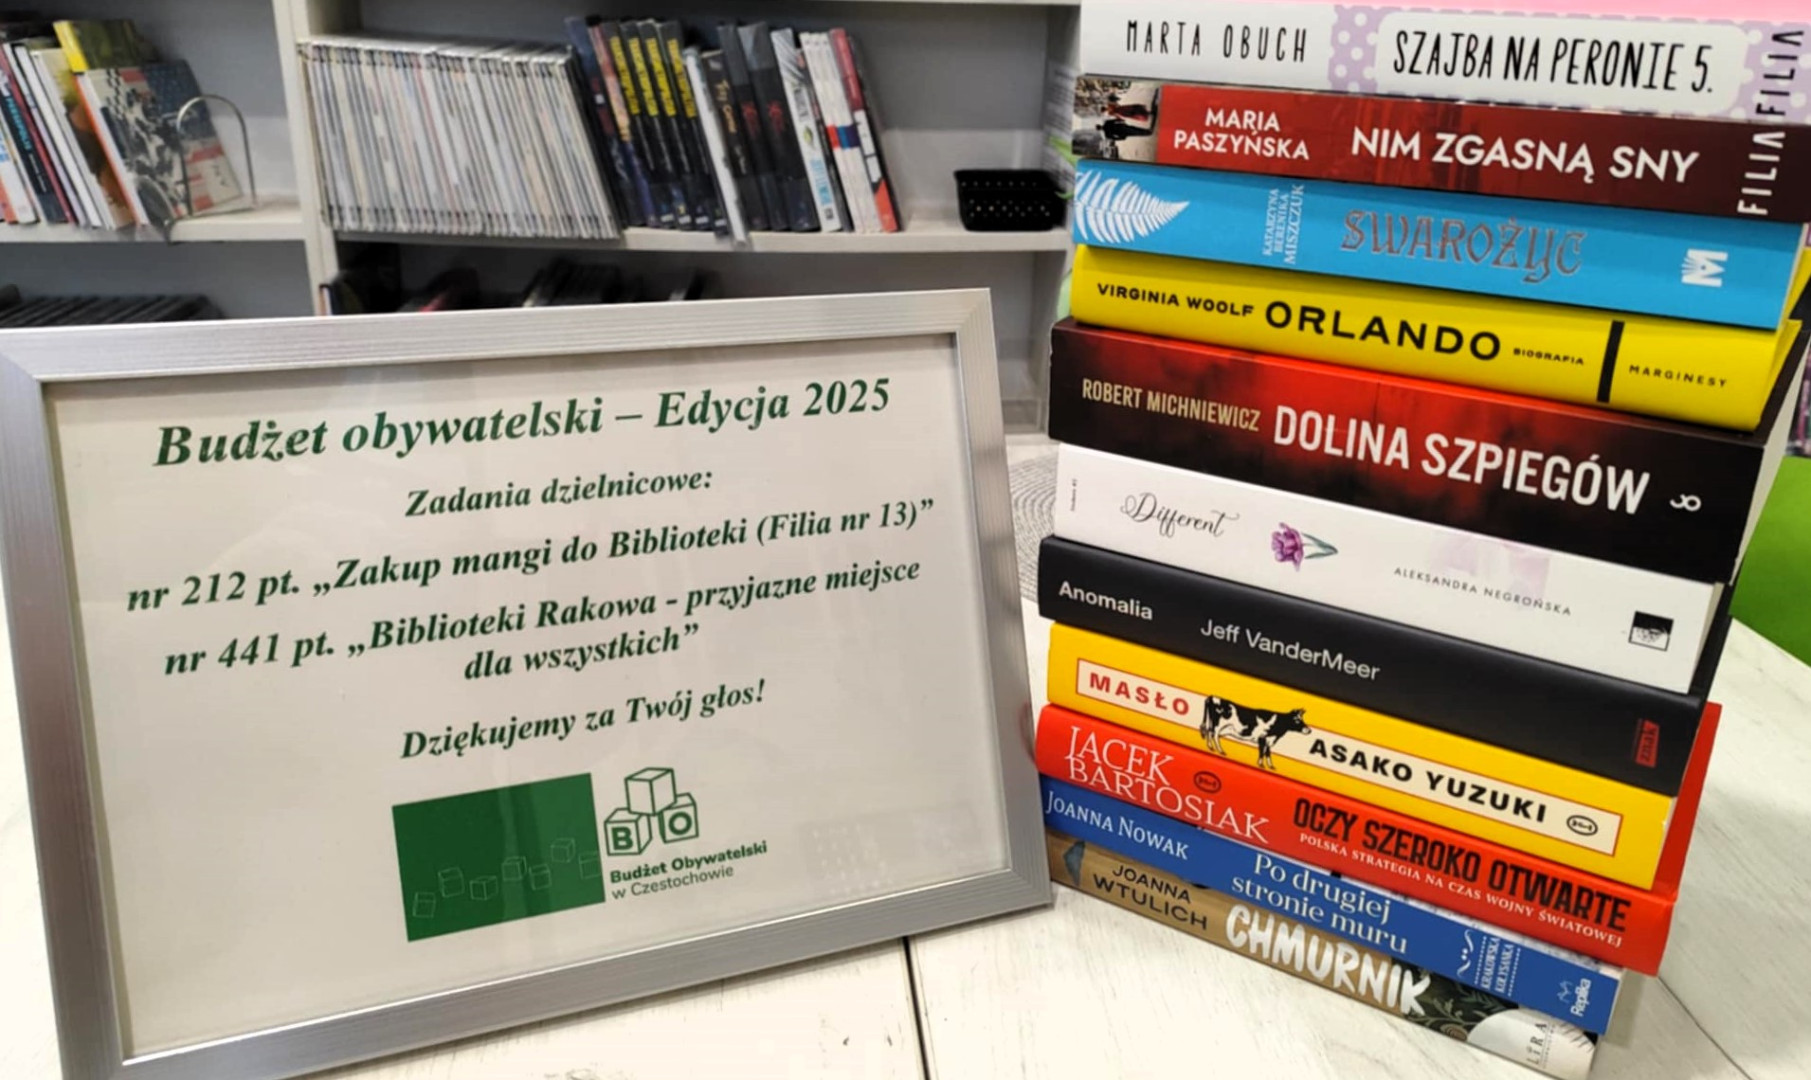 Budżet obywatelski – Edycja 2025
Zadania dzielnicowe:
nr 212 pt. „Zakup mangi do Biblioteki (Filia nr 13)”
nr 441 pt. „Biblioteki Rakowa - przyjazne miejsce
dla wszystkich”
Dziękujemy za Twój głos!
B O
Budżet Obywatelski
w Czestochowie
MARTA OBUCH SZAJBA NA PERONIE 5. FILIA
MARIA
PASZYŃSKA
NIM ZGASNĄ SNY FILIA
KATARZYNA
BERENIKA
MISZCZUK
SWAROŻYC
VIRGINIA WOOLF ORLANDO BIOGRAFIA MARGINESY
ROBERT MICHNIEWICZ DOLINA SZPIEGÓW
Different ALEKSANDRA NEGROŃSKA
Anomalia Jeff VanderMeer znak
MASŁO ASAKO YUZUKI
JACEK
BARTOSIAK
OCZY SZEROKO OTWARTE
POLSKA STRATEGIA NA CZAS WOJNY ŚWIATOWEJ
JOANNA NOWAK
Po drugiej
stronie muru
KRAKOWSKA
KOŁYSANKA
Replika
JOANNA
WTULICH
CHMURNIK